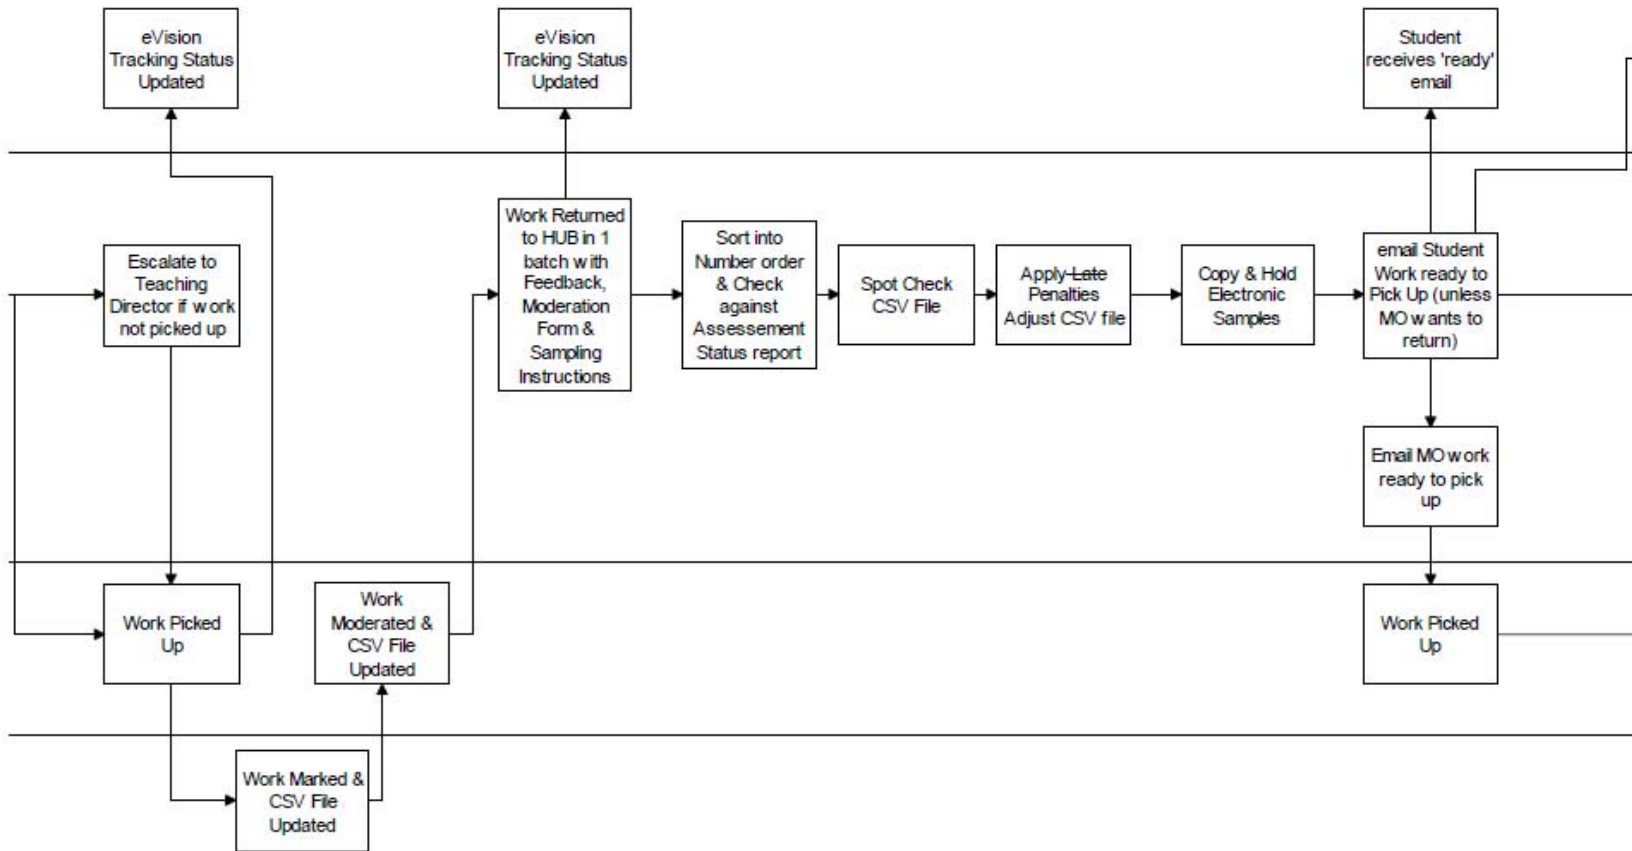 eVision
Tracking Status
Updated
eVision
Tracking Status
Updated
Student
receives 'ready'
email
Escalate to
Teaching
Director if work
not picked up
Work Returned
to HUB in 1
batch with
Feedback,
Moderation
Form &
Sampling
Instructions
Sort into
Number order
& Check
against
Assessement
Status report
Spot Check
CSV File
Apply Late
Penalties
Adjust CSV file
Copy & Hold
Electronic
Samples
email Student
Work ready to
Pick Up (unless
MO wants to
return)
Email MO work
ready to pick
up
Work Picked
Up
Work
Moderated &
CSV File
Updated
Work Picked
Up
Work Marked &
CSV File
Updated